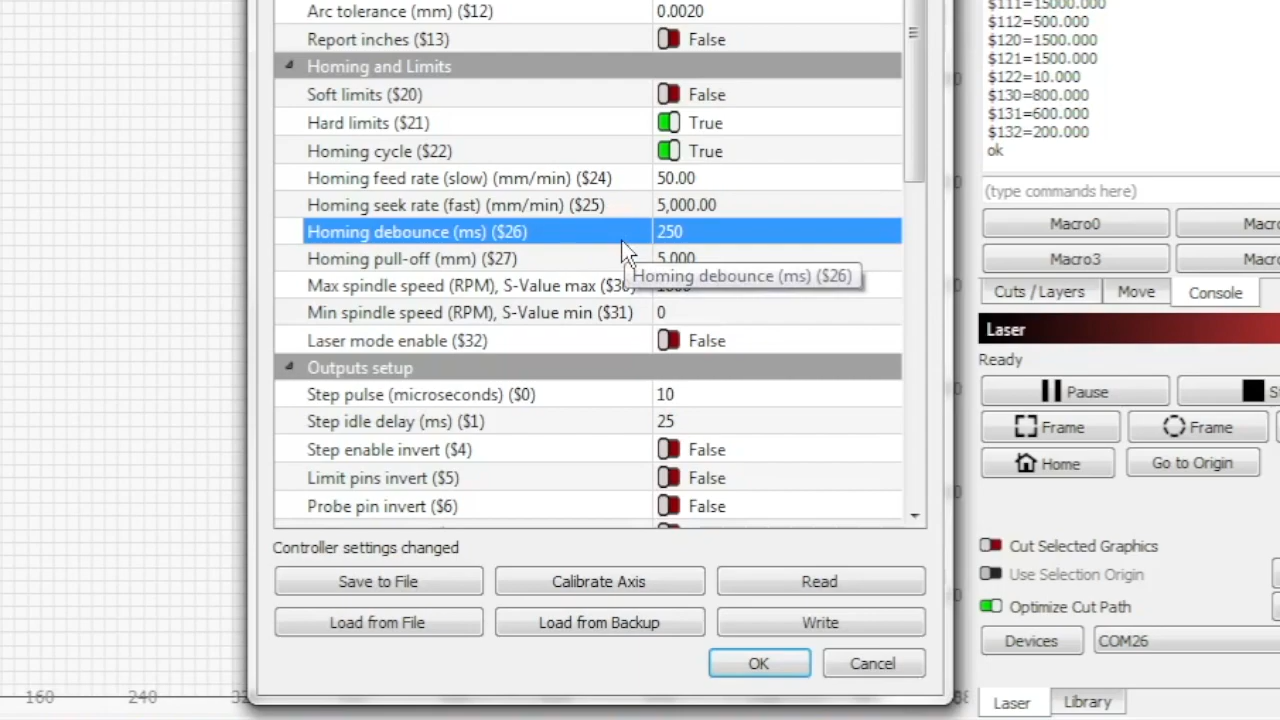 Arc tolerance (mm) ($12) 0.0020
Report inches ($13) False
Homing and Limits
Soft limits ($20) False
Hard limits ($21) True
Homing cycle ($22) True
Homing feed rate (slow) (mm/min) ($24) 50.00
Homing seek rate (fast) (mm/min) ($25) 5,000.00
Homing debounce (ms) ($26) 250
Homing pull-off (mm) ($27) 5.000
Homing debounce (ms) ($26)
Max spindle speed (RPM), S-Value max
Min spindle speed (RPM), S-Value min ($31) 0
Laser mode enable ($32) False
Outputs setup
Step pulse (microseconds) ($0) 10
Step idle delay (ms) ($1) 25
Step enable invert ($4) False
Limit pins invert ($5) False
Probe pin invert ($6) False
Controller settings changed
Save to File Calibrate Axis Read
Load from File Load from Backup Write
OK Cancel
160 240
$111=15000.000
$112=500.000
$120=1500.000
$121=1500.000
$122=10.000
$130=800.000
$131=600.000
$132=200.000
ok
(type commands here)
Macro0 Macr
Macro3 Macr
Cuts / Layers Move Console
Laser
Ready
Pause
Frame Frame
Home Go to Origin
Cut Selected Graphics
Use Selection Origin
Optimize Cut Path
Devices COM26
Laser Library